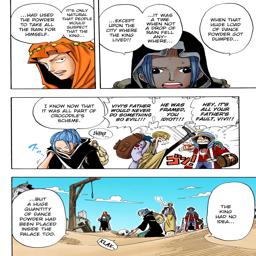 WHEN THAT
HUGE LOAD
OF DANCE
POWDER
GOT
DUMPED...
...IT WAS A
TIME WHEN
NOT A DROP
OF RAIN
FELL ANY-
WHERE...
...EXCEPT
UPON THE
CITY WHERE
THE KING
LIVED!!
IT'S ONLY
NATURAL
THAT PEOPLE
WOULD
SUSPECT
THAT THE
KING...
...HAD USED
THE
POWDER TO
TAKE ALL
THE RAIN FOR
HIMSELF.
HEY, IT'S
ALL YOUR
FATHER'S
FAULT, VIVI!!
HE WAS
FRAMED,
YOU
IDIOT!!
VIVI'S FATHER
WOULD NEVER
DO SOMETHING
SO EVIL!!!
I KNOW NOW THAT
IT WAS ALL PART
OF CROCODILE'S
SCHEME.
THE KING
HAD NO
IDEA...
...BUT A
HUGE
QUANTITY
OF DANCE
POWDER HAD
BEEN PLACED
INSIDE THE
PALACE TOO.